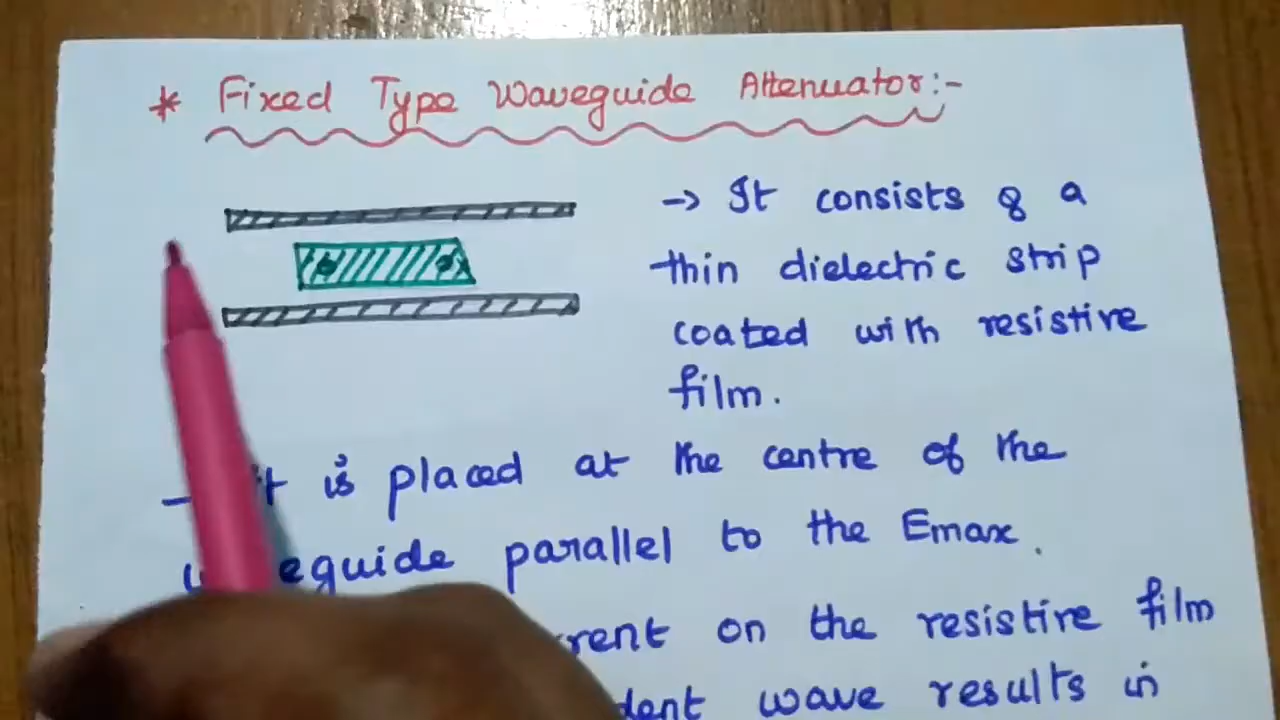 * Fixed Type Waveguide Attenuator:-
→ It consists of a
thin dielectric strip
coated with resistive
film.
is placed at the centre of the
parallel to the Emax.
on the resistive film
wave results in